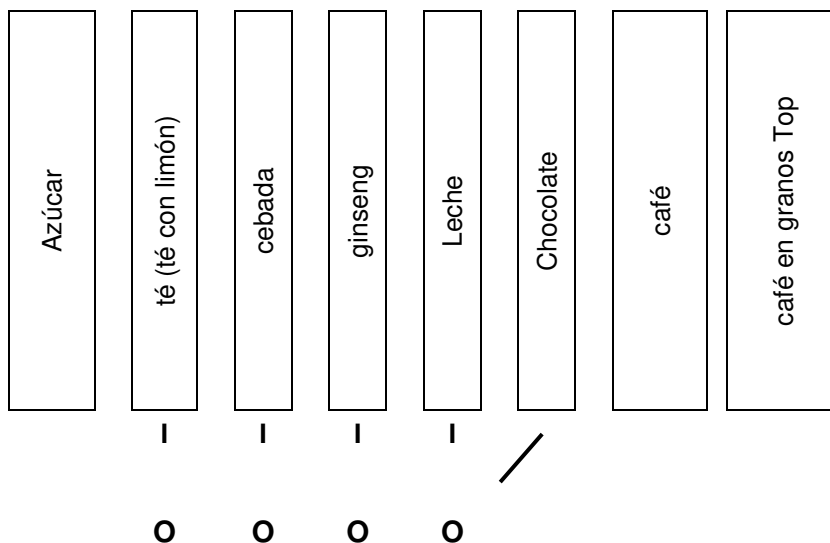 Azúcar
té (té con limón)
cebada
ginseng
Leche
Chocolate
café
café en granos Top
I I I I
O O O O